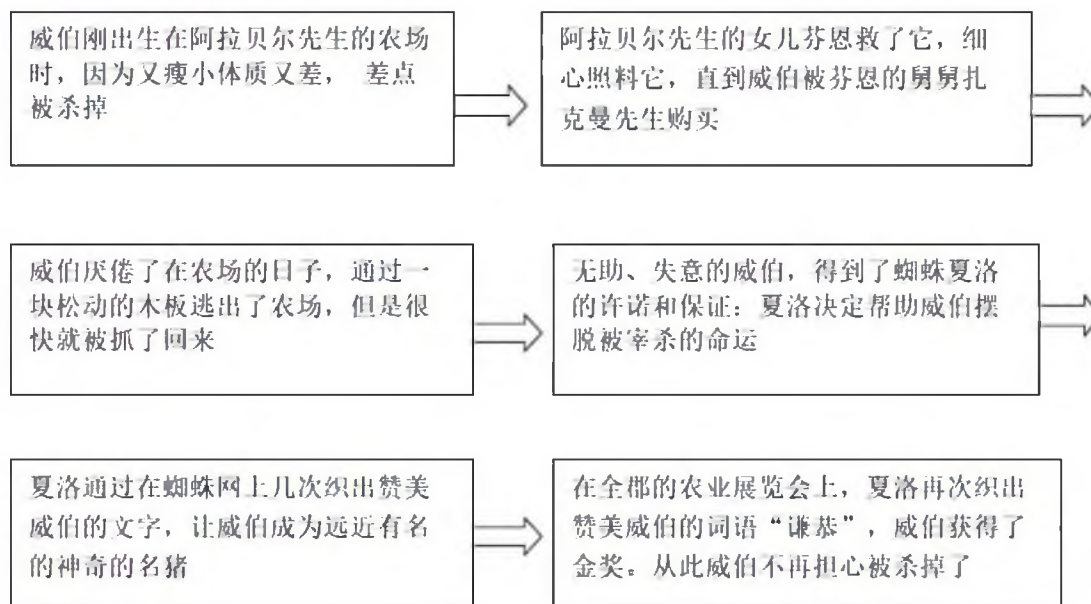 威伯刚出生在阿拉贝尔先生的农场
时，因为又瘦小体质又差， 差点
被杀掉
阿拉贝尔先生的女儿芬恩救了它，细
心照料它，直到威伯被芬恩的舅舅扎
克曼先生购买
威伯厌倦了在农场的日子，通过一
块松动的木板逃出了农场，但是很
快就被抓了回来
无助、失意的威伯，得到了蜘蛛夏洛
的许诺和保证：夏洛决定帮助威伯摆
脱被宰杀的命运
夏洛通过在蜘蛛网上几次织出赞美
威伯的文字，让威伯成为远近有名
的神奇的名猪
在全郡的农业展览会上，夏洛再次织出
赞美威伯的词语“谦恭”，威伯获得了
金奖。从此威伯不再担心被杀掉了